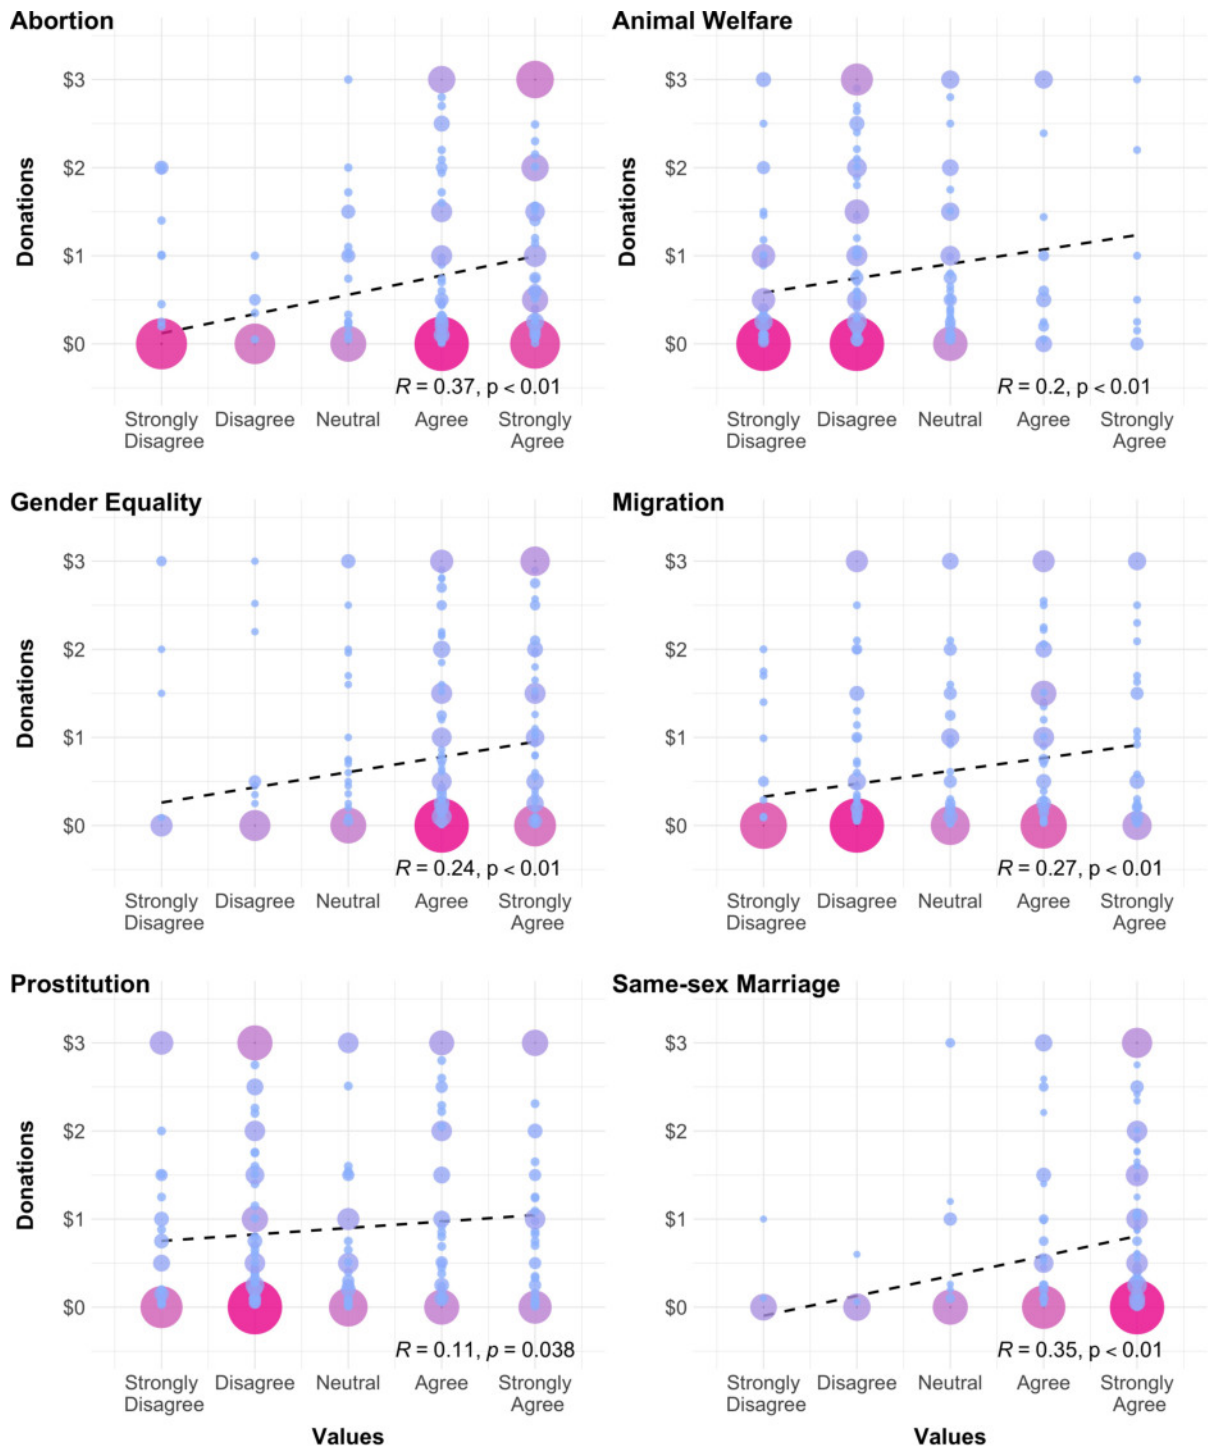 Abortion
Donations
$3
$2
$1
$0
R = 0.37, p < 0.01
Strongly Disagree Neutral Agree Strongly
Disagree Agree
Animal Welfare
Donations
$3
$2
$1
$0
R = 0.2, p < 0.01
Strongly Disagree Neutral Agree Strongly
Disagree Agree
Gender Equality
Donations
$3
$2
$1
$0
R = 0.24, p < 0.01
Strongly Disagree Neutral Agree Strongly
Disagree Agree
Migration
$3
$2
$1
$0
R = 0.27, p < 0.01
Strongly Disagree Neutral Agree Strongly
Disagree Agree
Prostitution
Donations
$3
$2
$1
$0
R = 0.11, p = 0.038
Strongly Disagree Neutral Agree Strongly
Disagree Agree
Values
Same-sex Marriage
$3
$2
$1
$0
R = 0.35, p < 0.01
Strongly Disagree Neutral Agree Strongly
Disagree Agree
Values